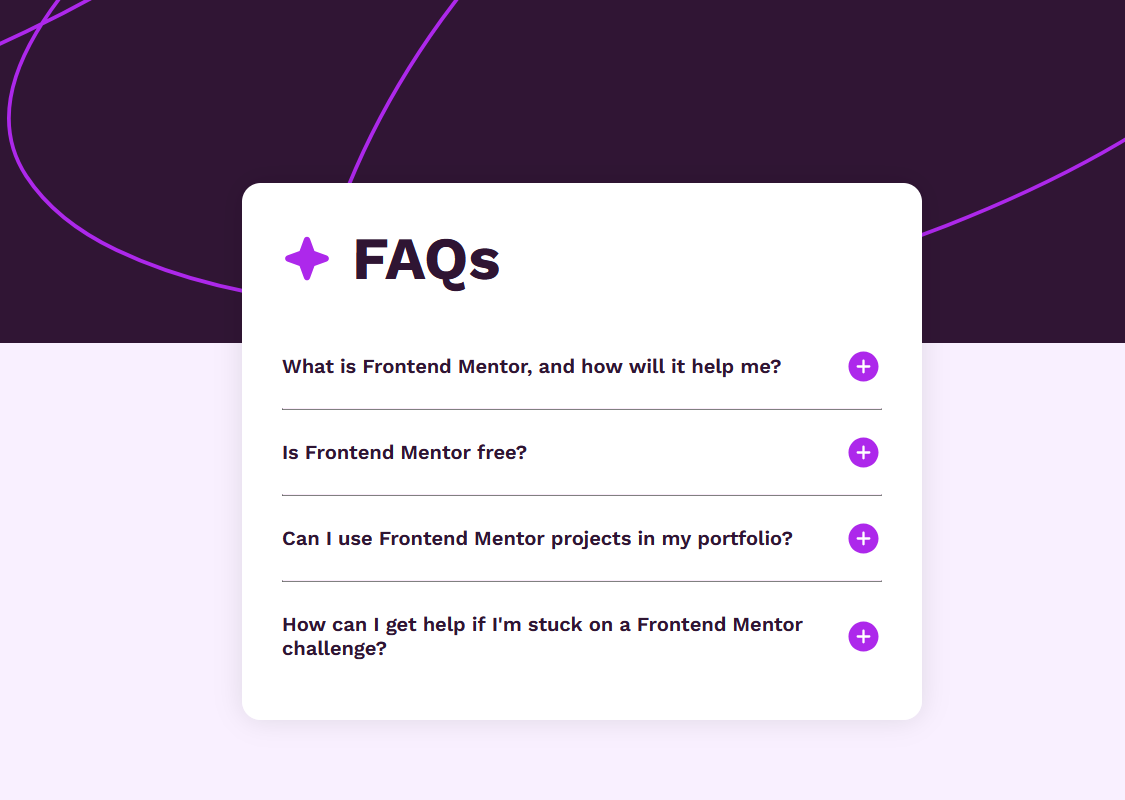 FAQs
What is Frontend Mentor, and how will it help me?
Is Frontend Mentor free?
Can I use Frontend Mentor projects in my portfolio?
How can I get help if I'm stuck on a Frontend Mentor
challenge?